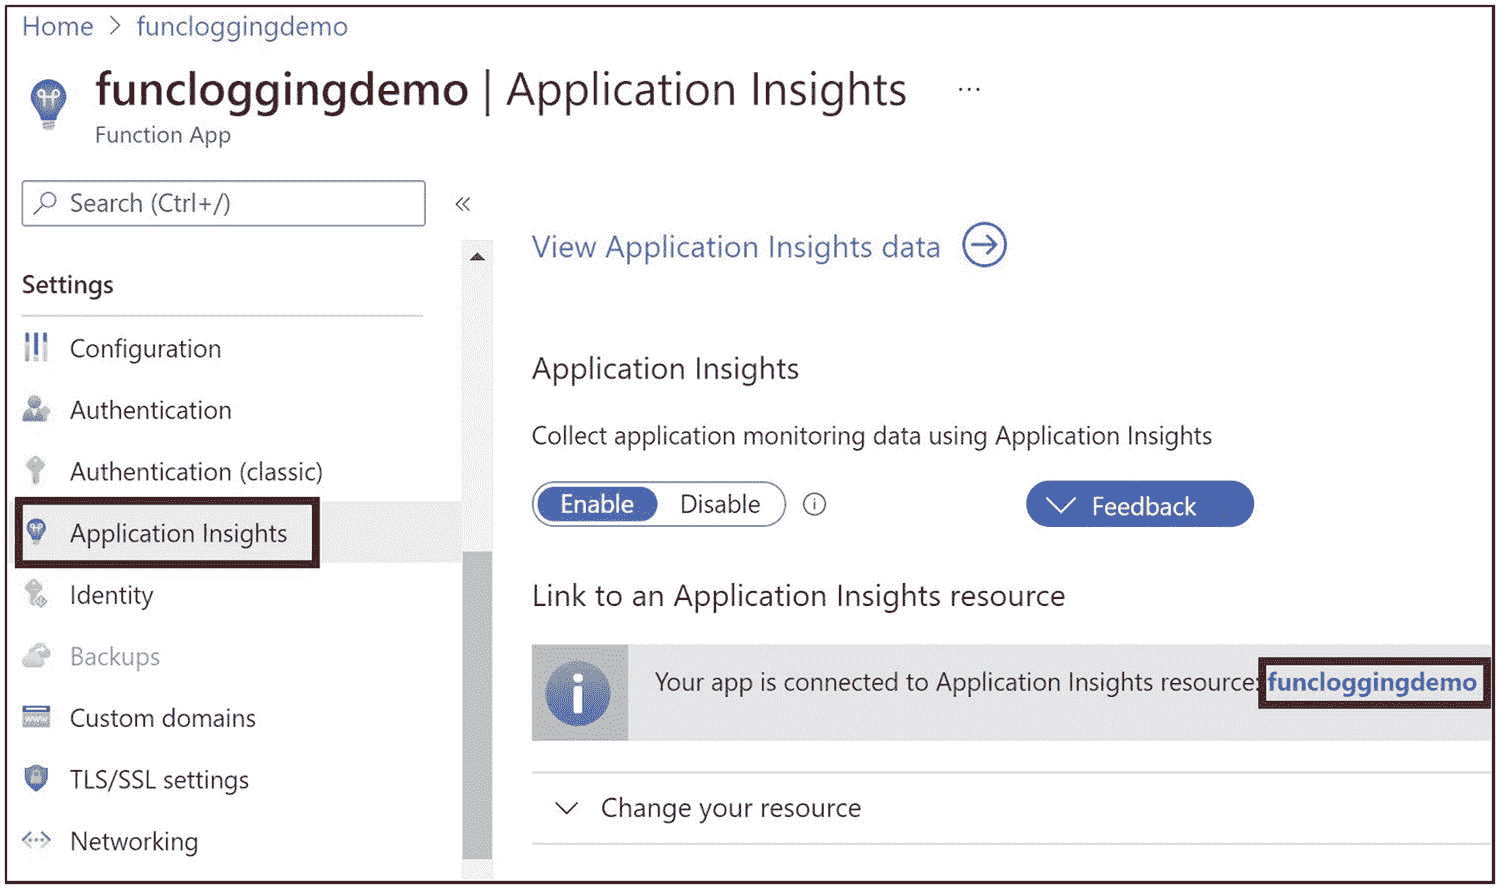 Home > funcloggingdemo
funcloggingdemo | Application Insights ...
Function App
Search (Ctrl+/) «
View Application Insights data
Settings
Configuration
Authentication
Authentication (classic)
Application Insights
Identity
Backups
Custom domains
TLS/SSL settings
Networking
Application Insights
Collect application monitoring data using Application Insights
Enable Disable
Feedback
Link to an Application Insights resource
Your app is connected to Application Insights resource: funcloggingdemo
Change your resource